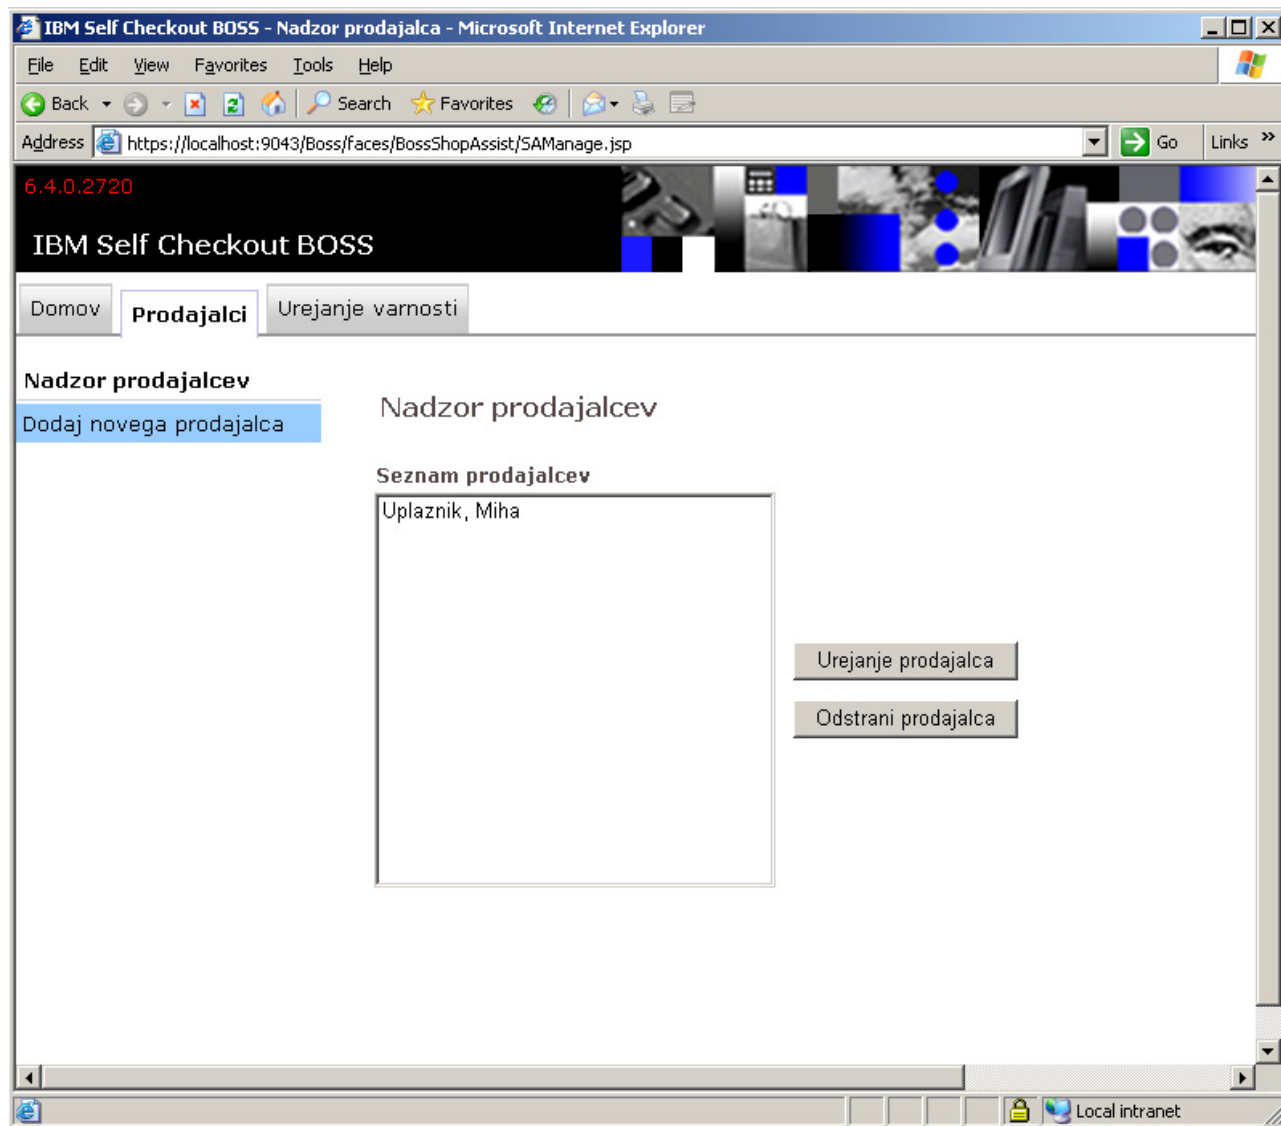 IBM Self Checkout BOSS - Nadzor prodajalca - Microsoft Internet Explorer
File Edit View Favorites Tools Help
Back Search Favorites
Address https://localhost:9043/Boss/faces/BossShopAssist/SAManage.jsp Go Links »
6.4.0.2720
IBM Self Checkout BOSS
Domov Prodajalci Urejanje varnosti
Nadzor prodajalcev
Dodaj novega prodajalca
Nadzor prodajalcev
Seznam prodajalcev
Uplaznik, Miha
Urejanje prodajalca
Odstrani prodajalca
Local intranet